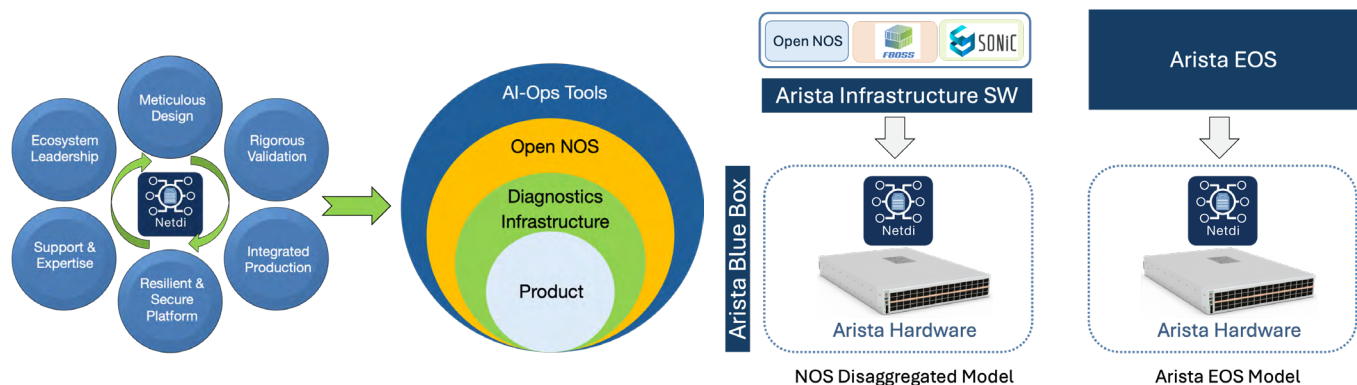 Meticulous
Design
Ecosystem
Leadership
Rigorous
Validation
Netdi
Support &
Expertise
Integrated
Production
Resilient &
Secure
Platform
AI-Ops Tools
Open NOS
Diagnostics
Infrastructure
Product
Open NOS
FBOSS
SONiC
Arista Infrastructure SW
Arista Blue Box
Netdi
Arista Hardware
NOS Disaggregated Model
Arista EOS
Netdi
Arista Hardware
Arista EOS Model